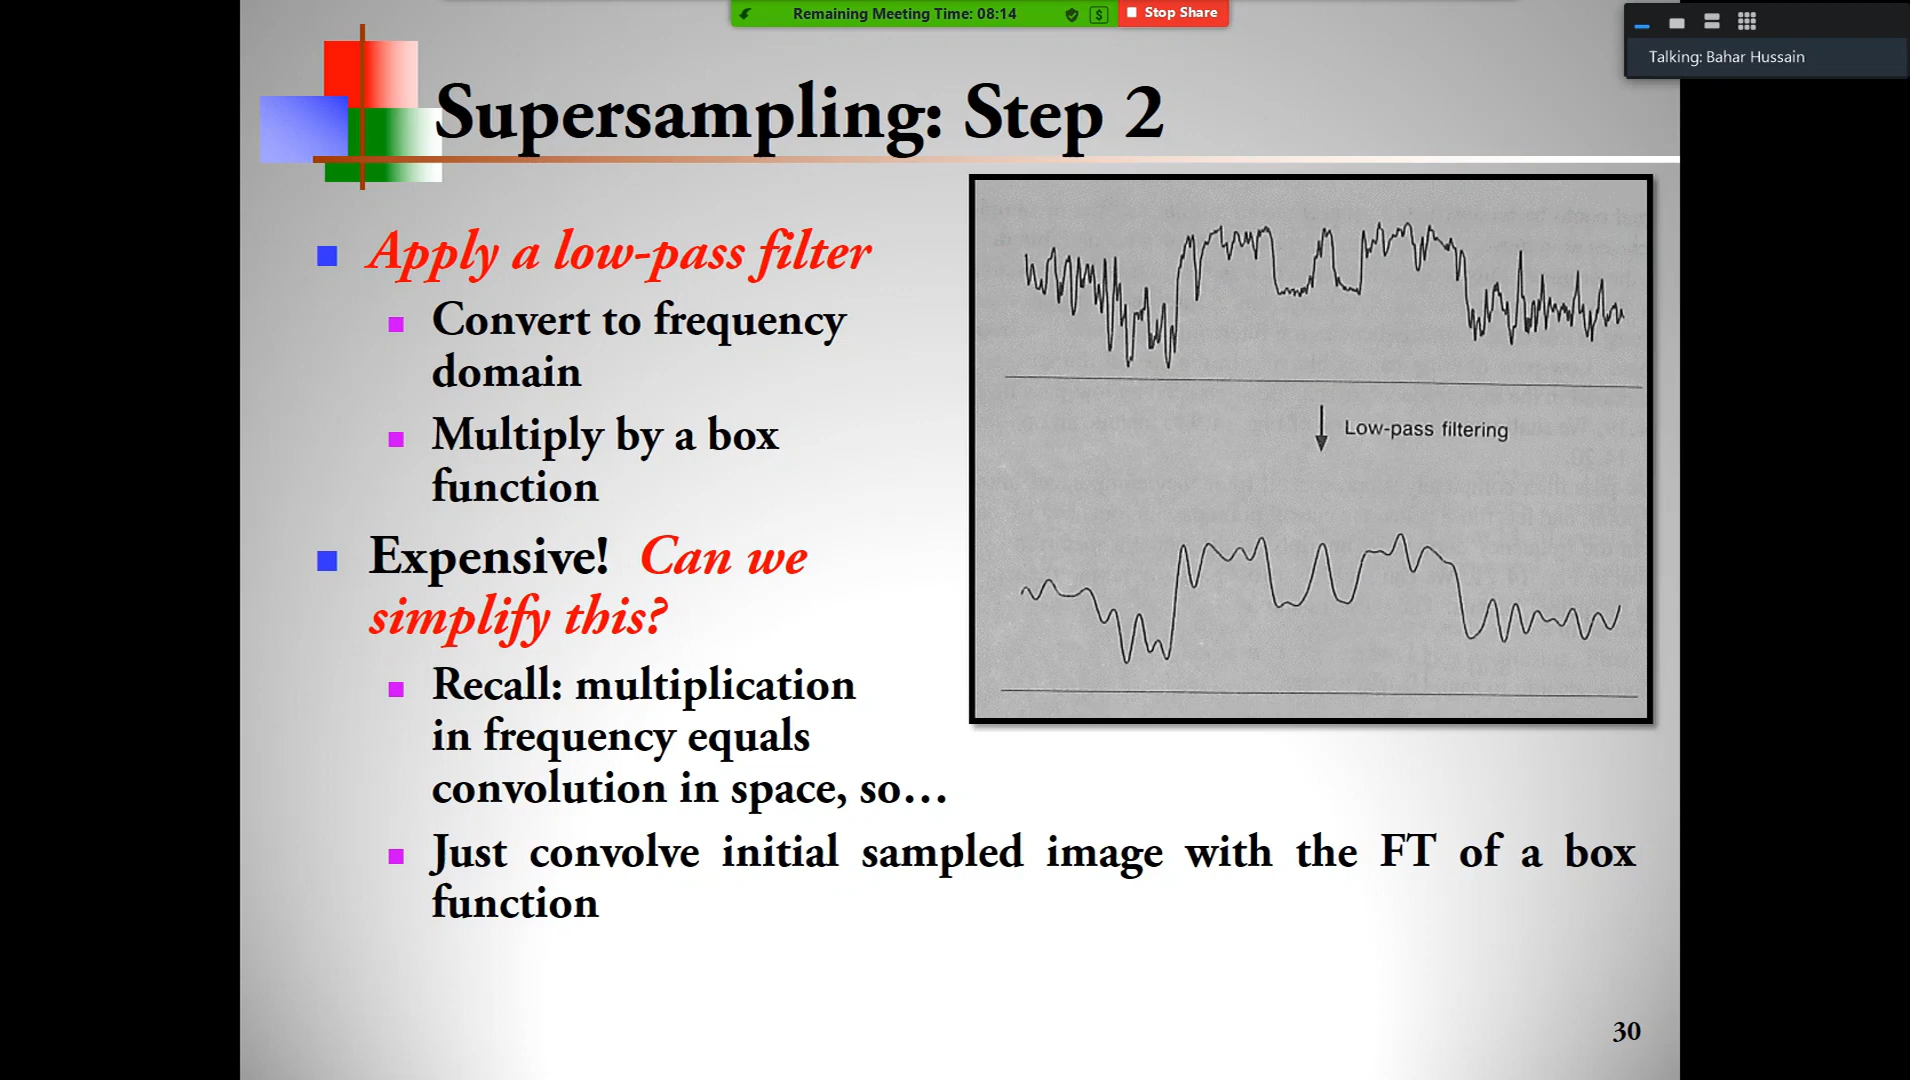 Remaining Meeting Time: 08:14
$
Stop Share
Talking: Bahar Hussain
Supersampling: Step 2
Apply a low-pass filter
Convert to frequency
domain
Multiply by a box
function
Expensive! Can we
simplify this?
Recall: multiplication
in frequency equals
convolution in space, so…
Just convolve initial sampled image with the FT of a box
function
Low-pass filtering
30